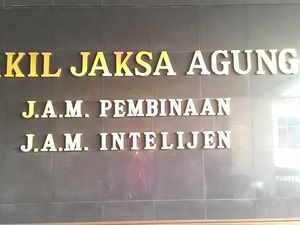 AKIL JAKSA AGUNG
J.A.M. PEMBINAAN
J.A.M. INTELIJEN